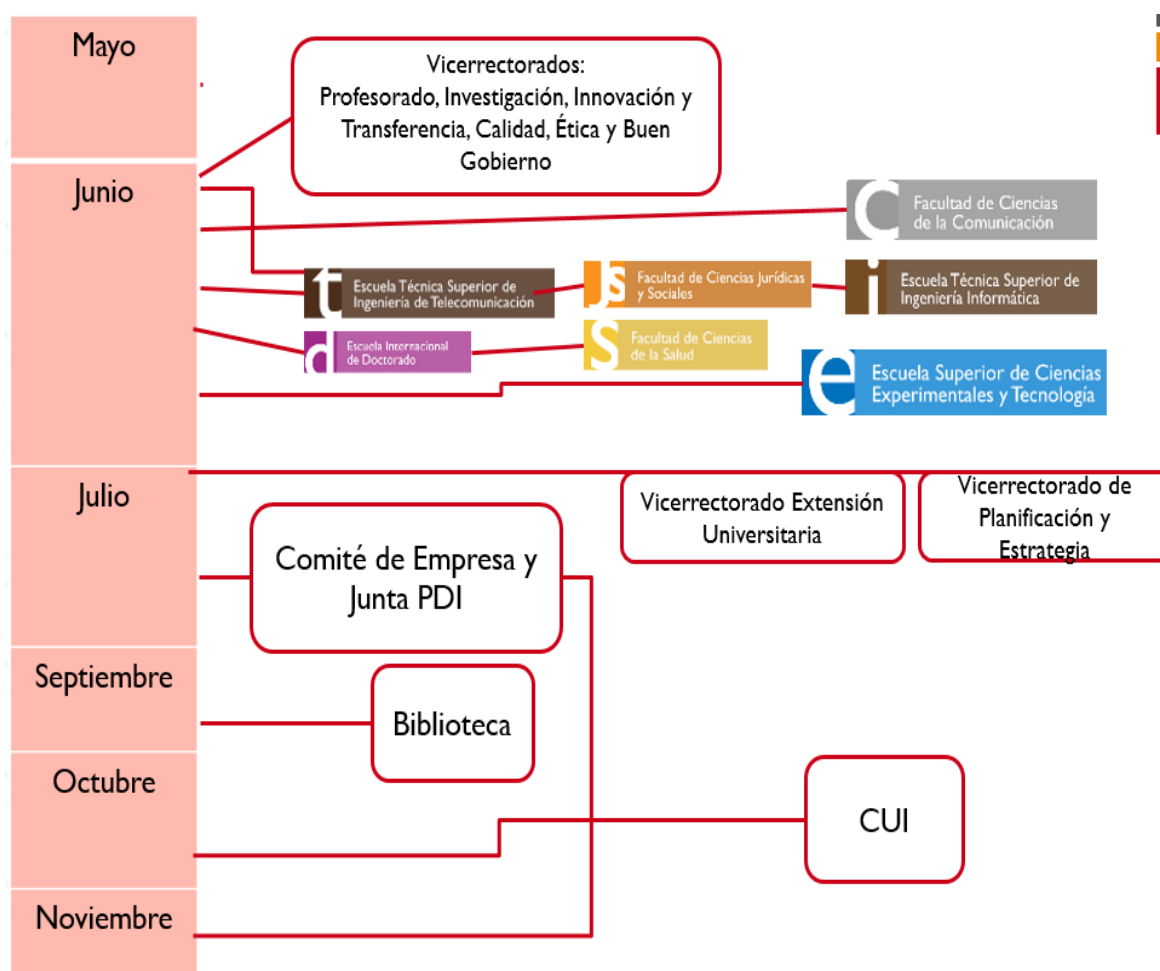 Mayo
Vicerrectorados:
Profesorado, Investigación, Innovación y
Transferencia, Calidad, Ética y Buen
Gobierno
Junio
C
Facultad de Ciencias
de la Comunicación
t
Escuela Técnica Superior de
Ingeniería de Telecomunicación
Js
Facultad de Ciencias Jurídicas
y Sociales
i
Escuela Técnica Superior de
Ingeniería Informática
d
Escuela Internacional
de Doctorado
S
Facultad de Ciencias
de la Salud
e
Escuela Superior de Ciencias
Experimentales y Tecnología
Julio
Vicerrectorado Extensión
Universitaria
Vicerrectorado de
Planificación y
Estrategia
Comité de Empresa y
Junta PDI
Septiembre
Biblioteca
Octubre
CUI
Noviembre